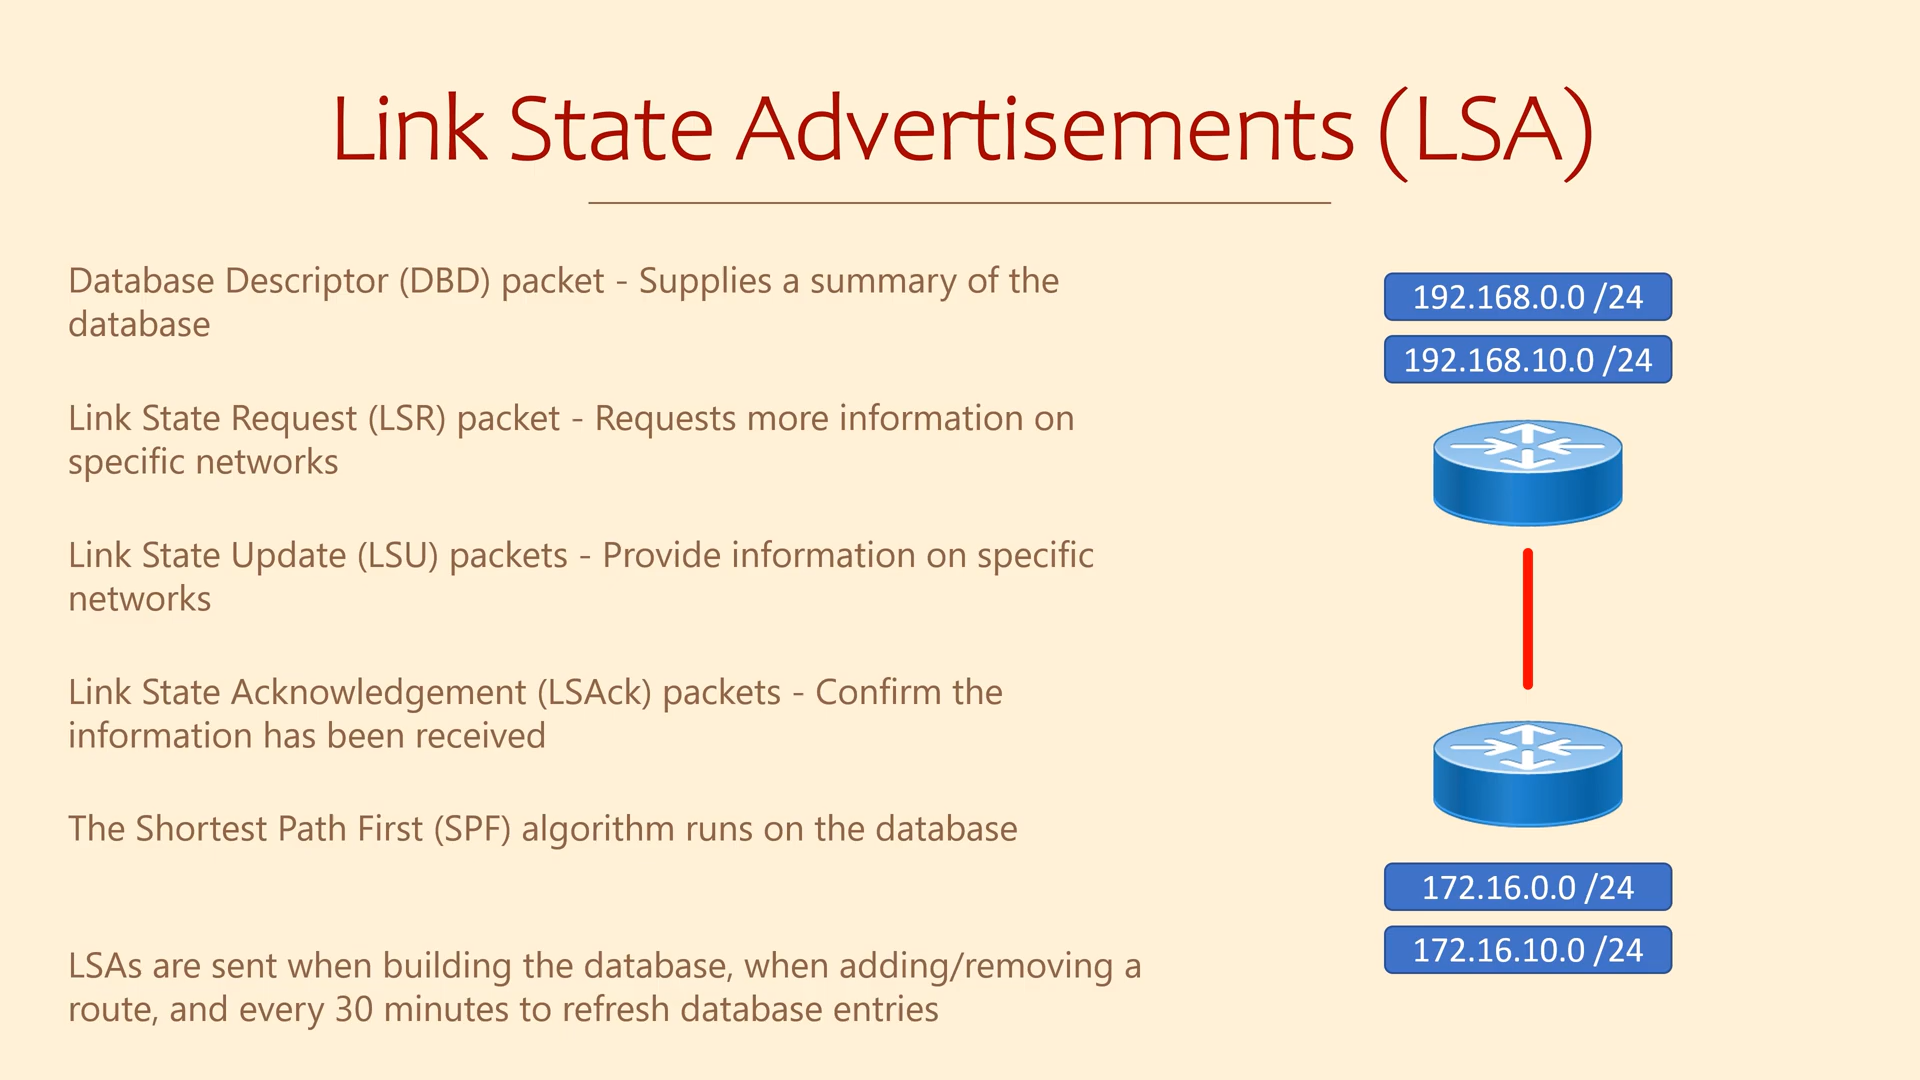 Link State Advertisements (LSA)
Database Descriptor (DBD) packet - Supplies a summary of the
database
Link State Request (LSR) packet - Requests more information on
specific networks
Link State Update (LSU) packets - Provide information on specific
networks
Link State Acknowledgement (LSAck) packets - Confirm the
information has been received
The Shortest Path First (SPF) algorithm runs on the database
LSAs are sent when building the database, when adding/removing a
route, and every 30 minutes to refresh database entries
192.168.0.0 /24
192.168.10.0 /24
172.16.0.0 /24
172.16.10.0 /24